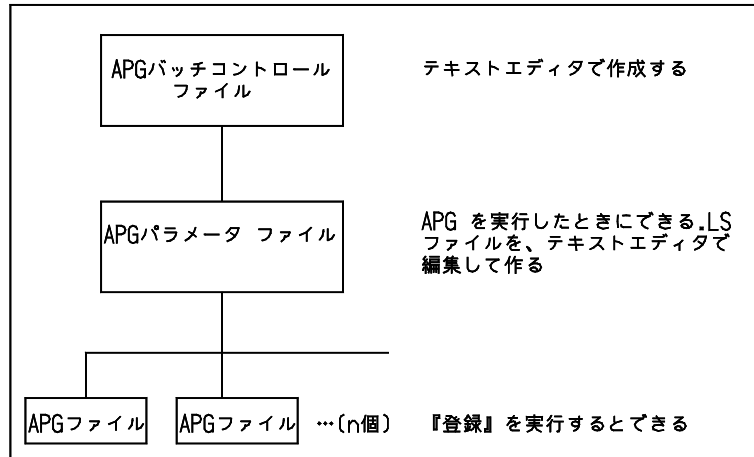 APGバッチコントロール
ファイル
テキストエディタで作成する
APGパラメータ ファイル
APG を実行したときにできる.LS
ファイルを、テキストエディタで
編集して作る
APGファイル
APGファイル
…(n個)
『登録』を実行するとできる